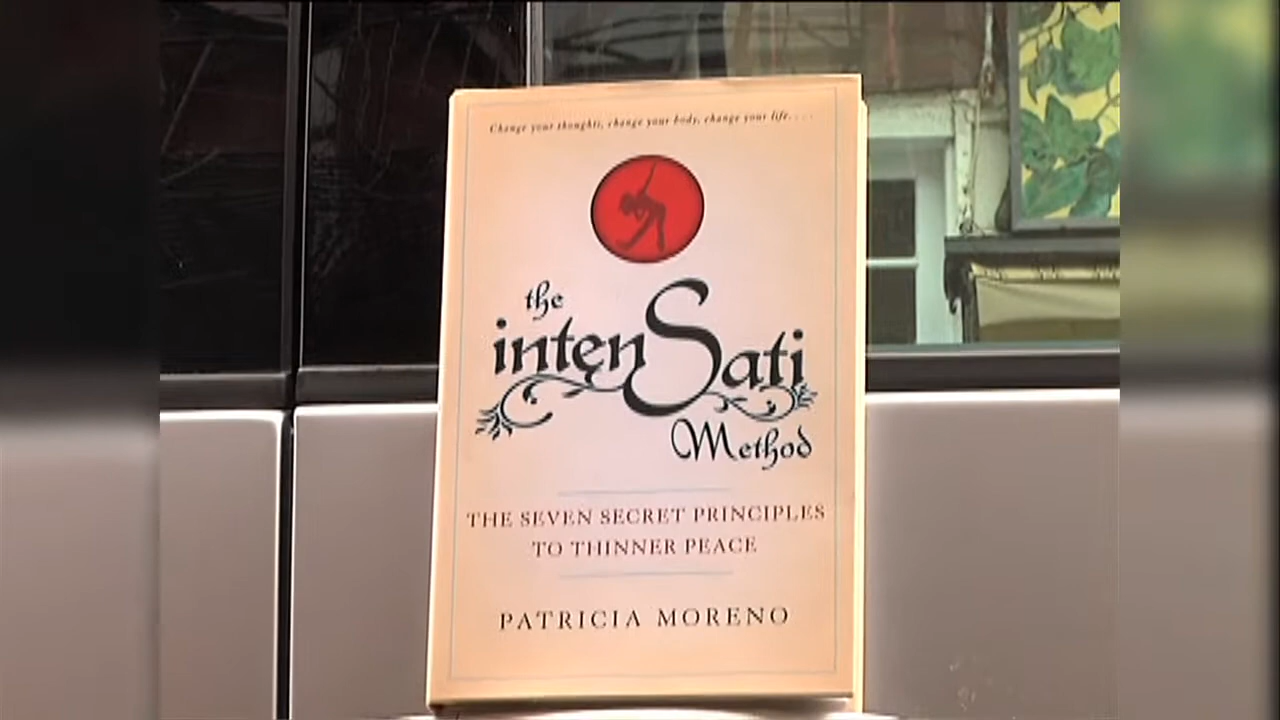 Change your thoughts, change your body, change your life. . . .
the
intenSati
Method
THE SEVEN SECRET PRINCIPLES
TO THINNER PEACE
PATRICIA MORENO